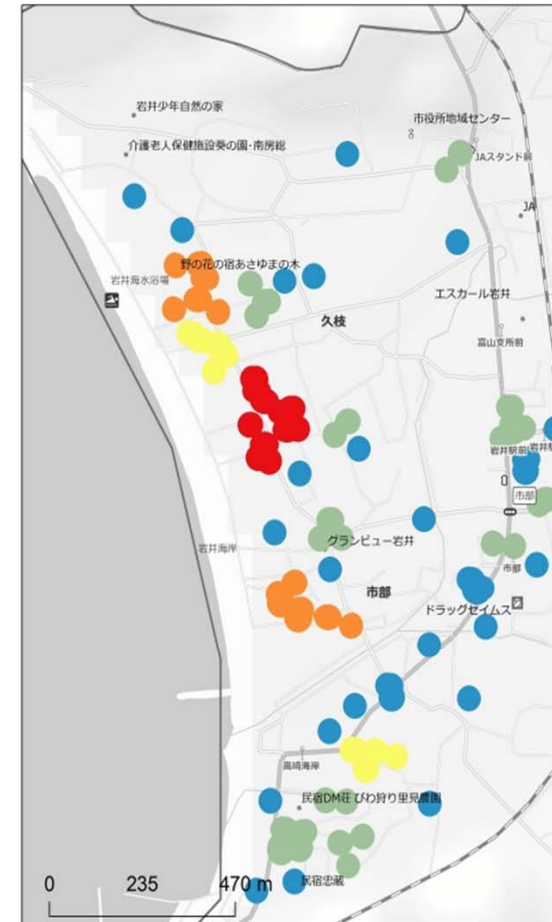 岩井少年自然の家
市役所地域センター
介護老人保健施設葵の園・南房総
JAスタンド前
JA
野の花の宿あさゆまの木
岩井海水浴場
エスカール岩井
久枝
富山支所前
岩井駅前
市部
グランビュー岩井
岩井海岸
市部
市部
ドラッグセイムス
高崎海岸
民宿DM荘 びわ狩り里見農園
民宿忠蔵
0 235 470 m